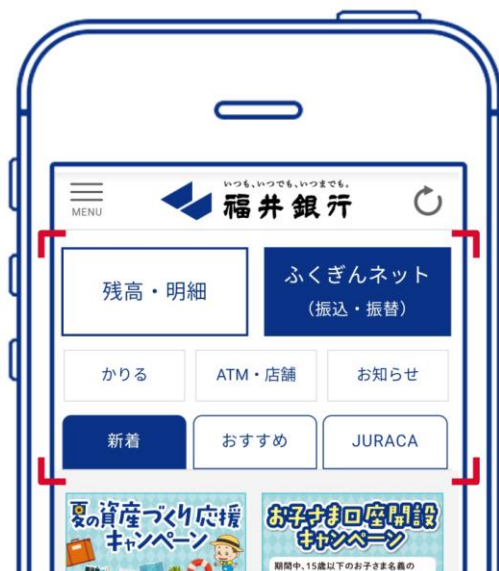 いつも、いつでも、いつまでも。
MENU
福井銀行
残高・明細
ふくぎんネット
(振込・振替)
かりる
ATM・店舗
お知らせ
新着
おすすめ
JURACA
夏の資産づくり応援
キャンペーン
お子さま口座開設
キャンペーン
期間中、15歳以下のお子さま名義の